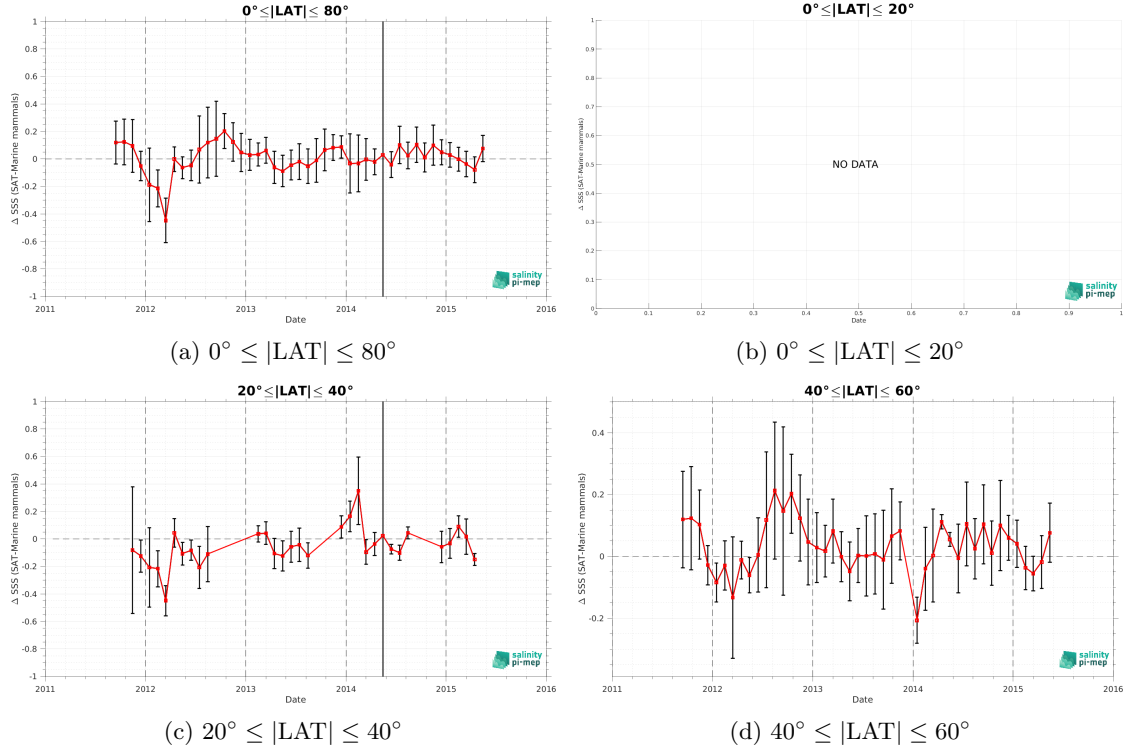 0°≤|LAT|≤ 80°
Δ SSS (SAT-Marine mammals)
1
0.8
0.6
0.4
0.2
0
-0.2
-0.4
-0.6
-0.8
-1
2011 2012 2013 2014 2015 2016
Date
salinity
pi-mep
(a) 0° ≤ |LAT| ≤ 80°
0°≤|LAT|≤ 20°
Δ SSS (SAT-Marine mammals)
1
0.9
0.8
0.7
0.6
0.5
0.4
0.3
0.2
0.1
0
NO DATA
0 0.1 0.2 0.3 0.4 0.5 0.6 0.7 0.8 0.9 1
Date
salinity
pi-mep
(b) 0° ≤ |LAT| ≤ 20°
20°≤|LAT|≤ 40°
Δ SSS (SAT-Marine mammals)
1
0.8
0.6
0.4
0.2
0
-0.2
-0.4
-0.6
-0.8
-1
2011 2012 2013 2014 2015 2016
Date
salinity
pi-mep
(c) 20° ≤ |LAT| ≤ 40°
40°≤|LAT|≤ 60°
Δ SSS (SAT-Marine mammals)
0.4
0.2
0
-0.2
2011 2012 2013 2014 2015 2016
Date
salinity
pi-mep
(d) 40° ≤ |LAT| ≤ 60°